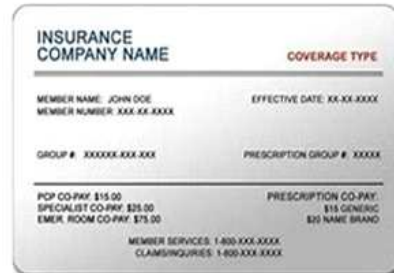 INSURANCE
COMPANY NAME
COVERAGE TYPE
MEMBER NAME: JOHN DOE
EFFECTIVE DATE: XX-XX-XXXX
MEMBER NUMBER: XXX-XX-XXXX
GROUP #: XXXXXX-XXX-XXX
PRESCRIPTION GROUP #: XXXXX
PCP CO-PAY: $15.00
PRESCRIPTION CO-PAY:
SPECIALIST CO-PAY: $25.00
$15 GENERIC
EMER. ROOM CO-PAY: $75.00
$20 NAME BRAND
MEMBER SERVICES: 1-800-XXX-XXXX
CLAIMS/INQUIRIES: 1-800-XXX-XXXX